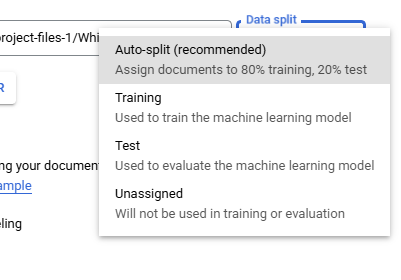 Data split
roject-files-1/Whi
Auto-split (recommended)
Assign documents to 80% training, 20% test
R
Training
Used to train the machine learning model
Test
ng your document
Used to evaluate the machine learning model
ample
Unassigned
Will not be used in training or evaluation
eling